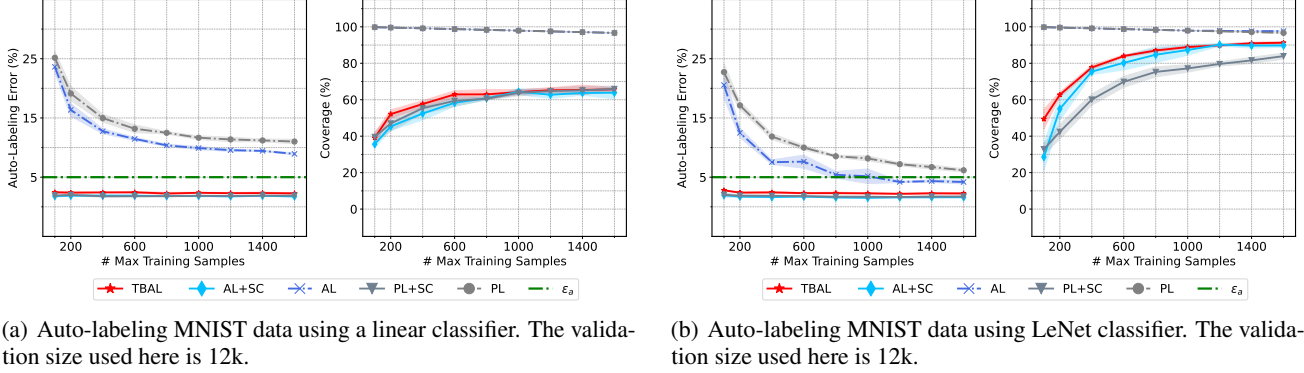 Auto-Labeling Error (%)
25
15
5
200 600 1000 1400
# Max Training Samples
Coverage (%)
100
80
60
40
20
0
200 600 1000 1400
# Max Training Samples
TBAL AL+SC AL PL+SC PL εₐ
(a) Auto-labeling MNIST data using a linear classifier. The valida-
tion size used here is 12k.
Auto-Labeling Error (%)
25
15
5
200 600 1000 1400
# Max Training Samples
Coverage (%)
100
80
60
40
20
0
200 600 1000 1400
# Max Training Samples
TBAL AL+SC AL PL+SC PL εₐ
(b) Auto-labeling MNIST data using LeNet classifier. The valida-
tion size used here is 12k.